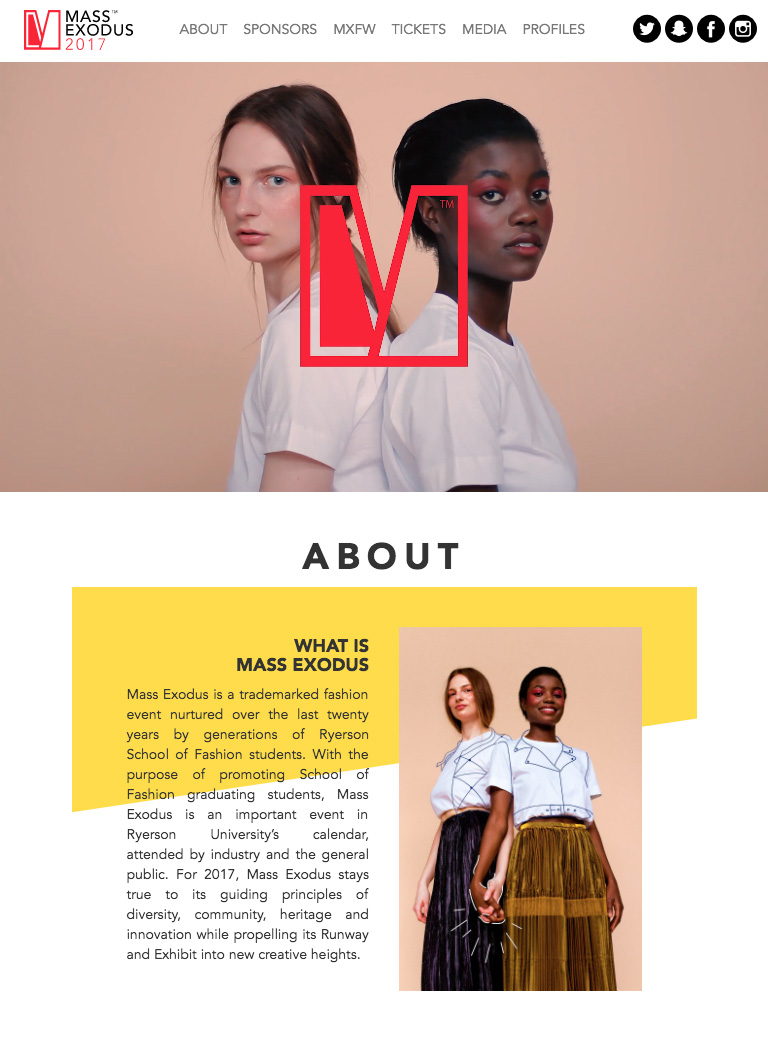 MASS™
EXODUS
2017
ABOUT SPONSORS MXFW TICKETS MEDIA PROFILES
TM
ABOUT
WHAT IS
MASS EXODUS
Mass Exodus is a trademarked fashion
event nurtured over the last twenty
years by generations of Ryerson
School of Fashion students. With the
purpose of promoting School of
Fashion graduating students, Mass
Exodus is an important event in
Ryerson University’s calendar,
attended by industry and the general
public. For 2017, Mass Exodus stays
true to its guiding principles of
diversity, community, heritage and
innovation while propelling its Runway
and Exhibit into new creative heights.